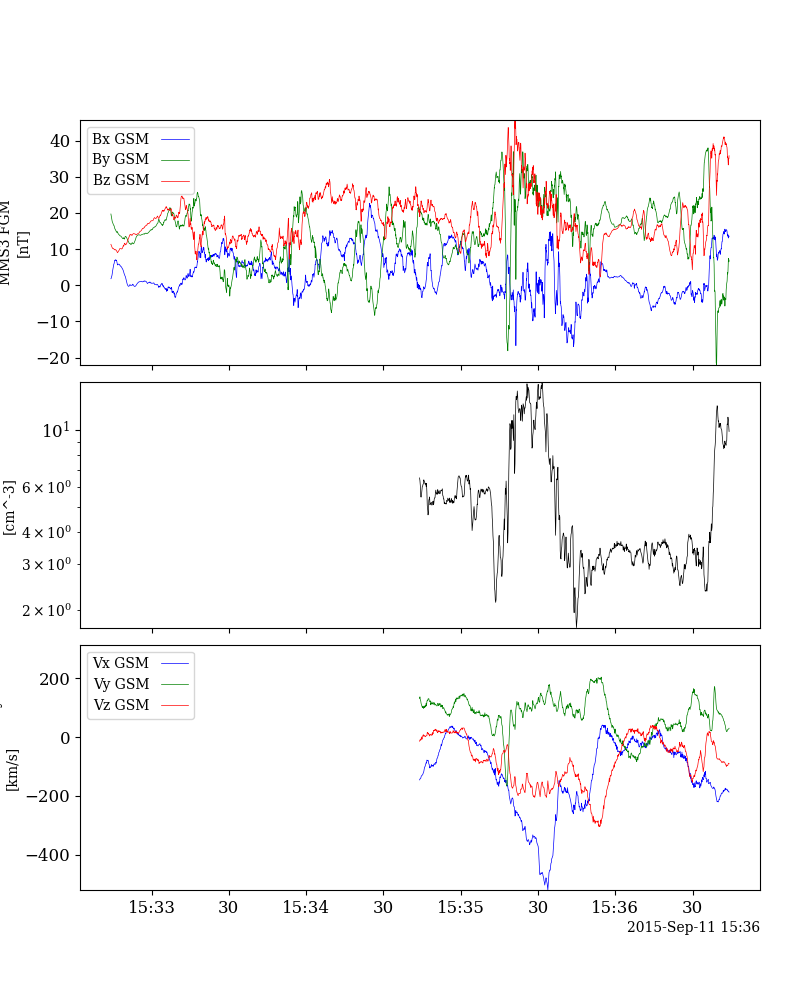 40
30
20
10
0
−10
−20
MMS3 FGM
[nT]
Bx GSM
By GSM
Bz GSM
10¹
6 × 10⁰
4 × 10⁰
3 × 10⁰
2 × 10⁰
[cm^-3]
200
0
−200
−400
[km/s]
Vx GSM
Vy GSM
Vz GSM
15:33 30 15:34 30 15:35 30 15:36 30
2015-Sep-11 15:36